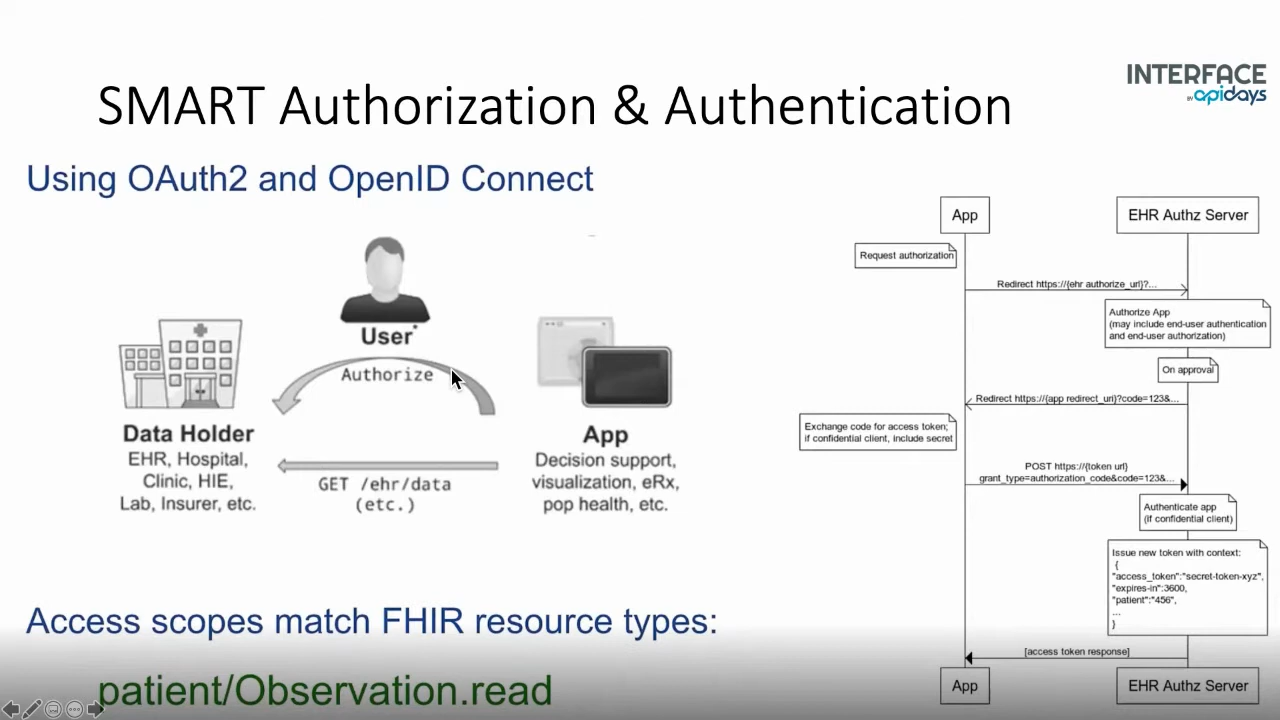 INTERFACE
BY apidays
SMART Authorization & Authentication
Using OAuth2 and OpenID Connect
User*
Authorize
Data Holder
EHR, Hospital,
Clinic, HIE,
Lab, Insurer, etc.
GET /ehr/data
(etc.)
App
Decision support,
visualization, eRx,
pop health, etc.
Access scopes match FHIR resource types:
patient/Observation.read
App
EHR Authz Server
Request authorization
Redirect https://{ehr authorize_url}?...
Authorize App
(may include end-user authentication
and end-user authorization)
On approval
Redirect https://{app redirect_uri}?code=123&...
Exchange code for access token;
if confidential client, include secret
POST https://{token url}
grant_type=authorization_code&code=123&...
Authenticate app
(if confidential client)
Issue new token with context:
{
"access_token":"secret-token-xyz",
"expires-in":3600,
"patient":"456",
...
}
[access token response]
App
EHR Authz Server